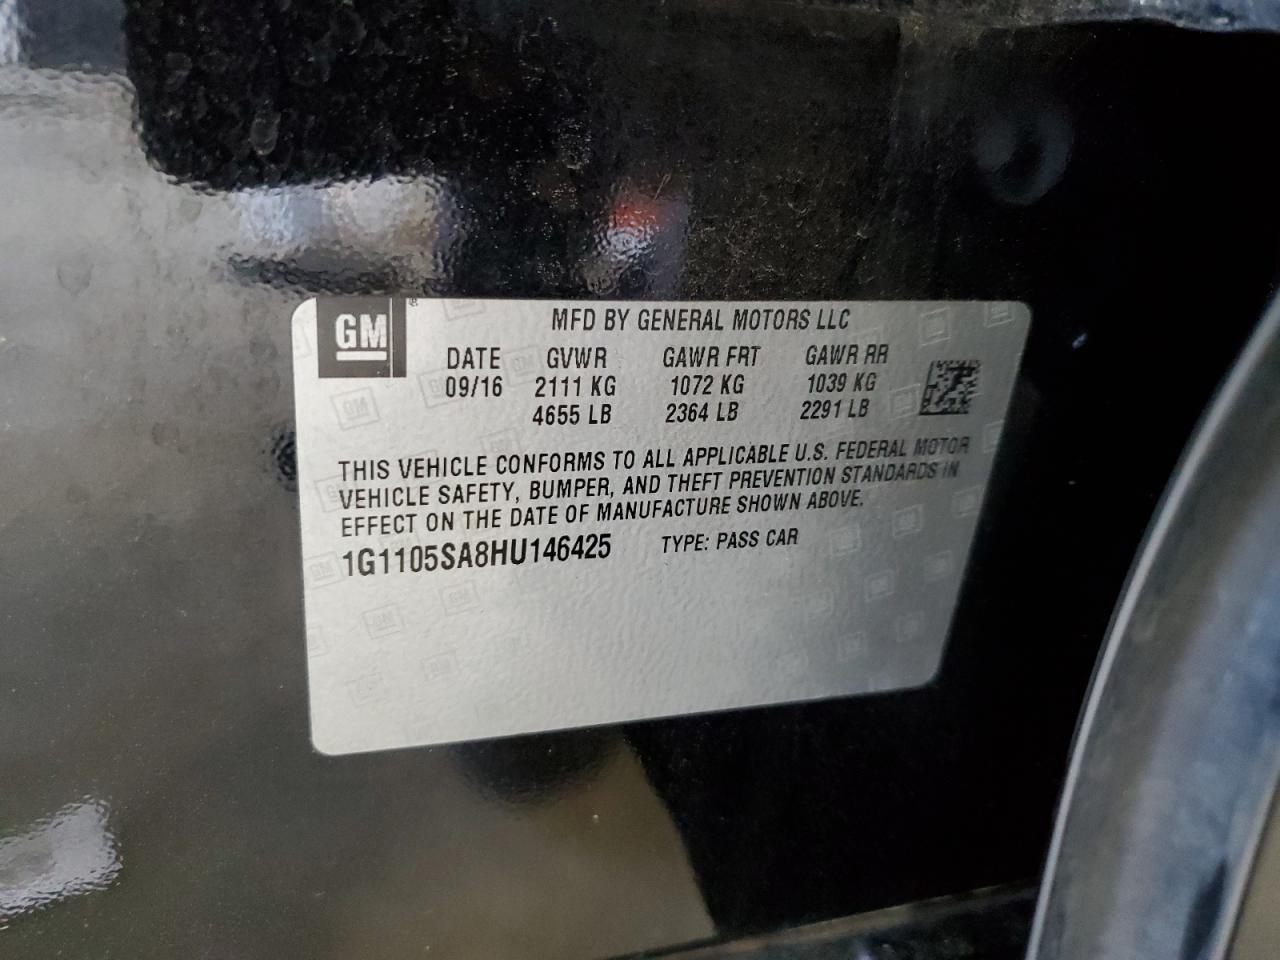 GM ®
MFD BY GENERAL MOTORS LLC
DATE GVWR GAWR FRT GAWR RR
09/16 2111 KG 1072 KG 1039 KG
4655 LB 2364 LB 2291 LB
THIS VEHICLE CONFORMS TO ALL APPLICABLE U.S. FEDERAL MOTOR
VEHICLE SAFETY, BUMPER, AND THEFT PREVENTION STANDARDS IN
EFFECT ON THE DATE OF MANUFACTURE SHOWN ABOVE.
1G1105SA8HU146425 TYPE: PASS CAR